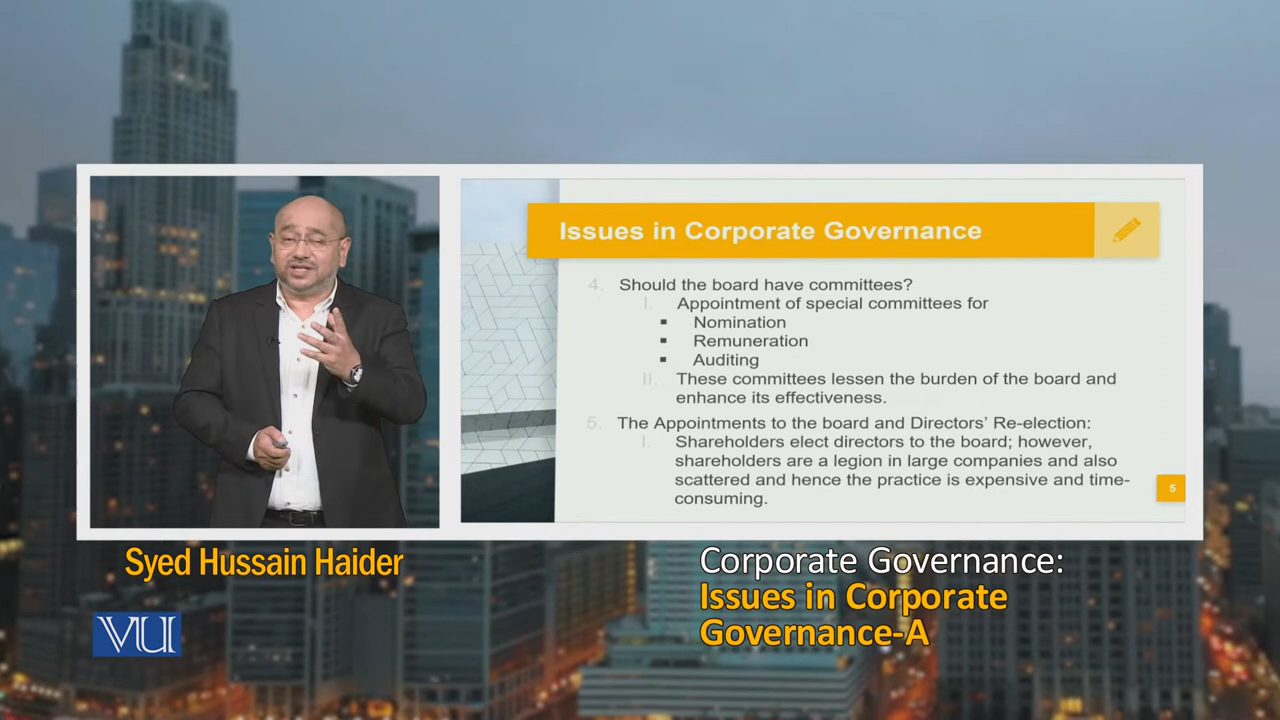 Issues in Corporate Governance
4. Should the board have committees?
I. Appointment of special committees for
▪ Nomination
▪ Remuneration
▪ Auditing
II. These committees lessen the burden of the board and
enhance its effectiveness.
5. The Appointments to the board and Directors' Re-election:
I. Shareholders elect directors to the board; however,
shareholders are a legion in large companies and also
scattered and hence the practice is expensive and time-
consuming.
5
Syed Hussain Haider
VU
Corporate Governance:
Issues in Corporate
Governance-A